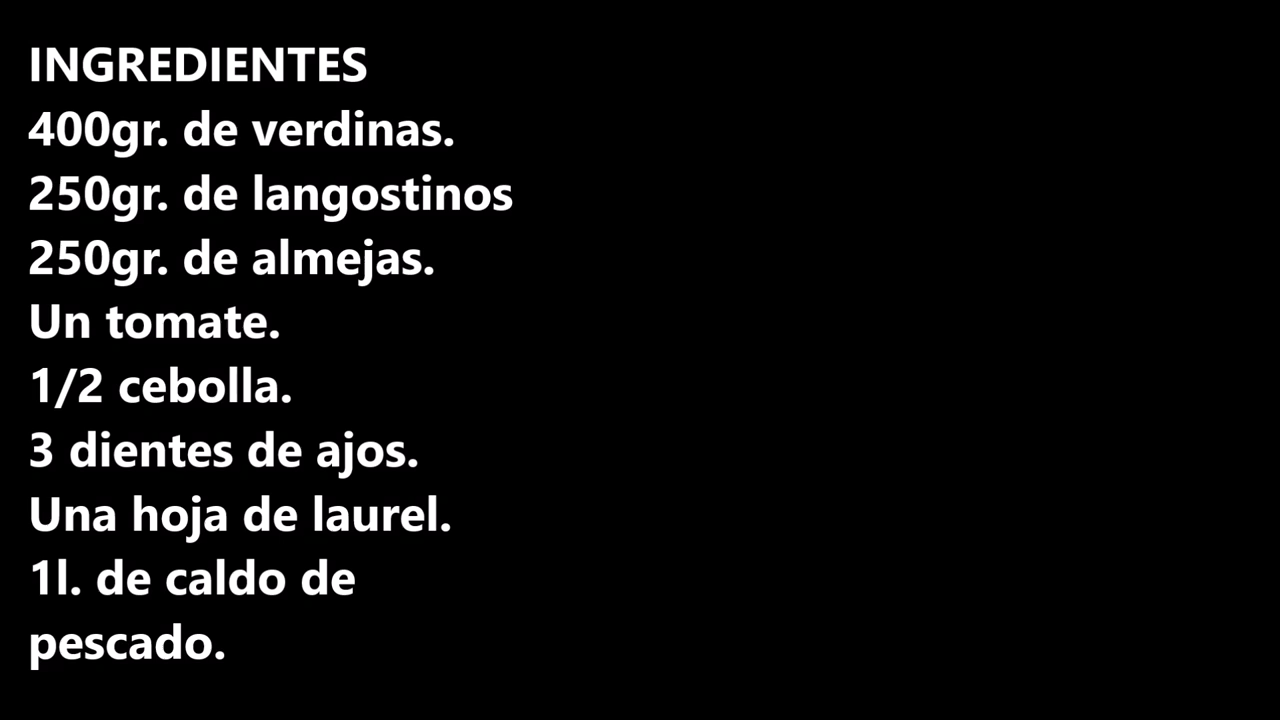 INGREDIENTES
400gr. de verdinas.
250gr. de langostinos
250gr. de almejas.
Un tomate.
1/2 cebolla.
3 dientes de ajos.
Una hoja de laurel.
1l. de caldo de
pescado.